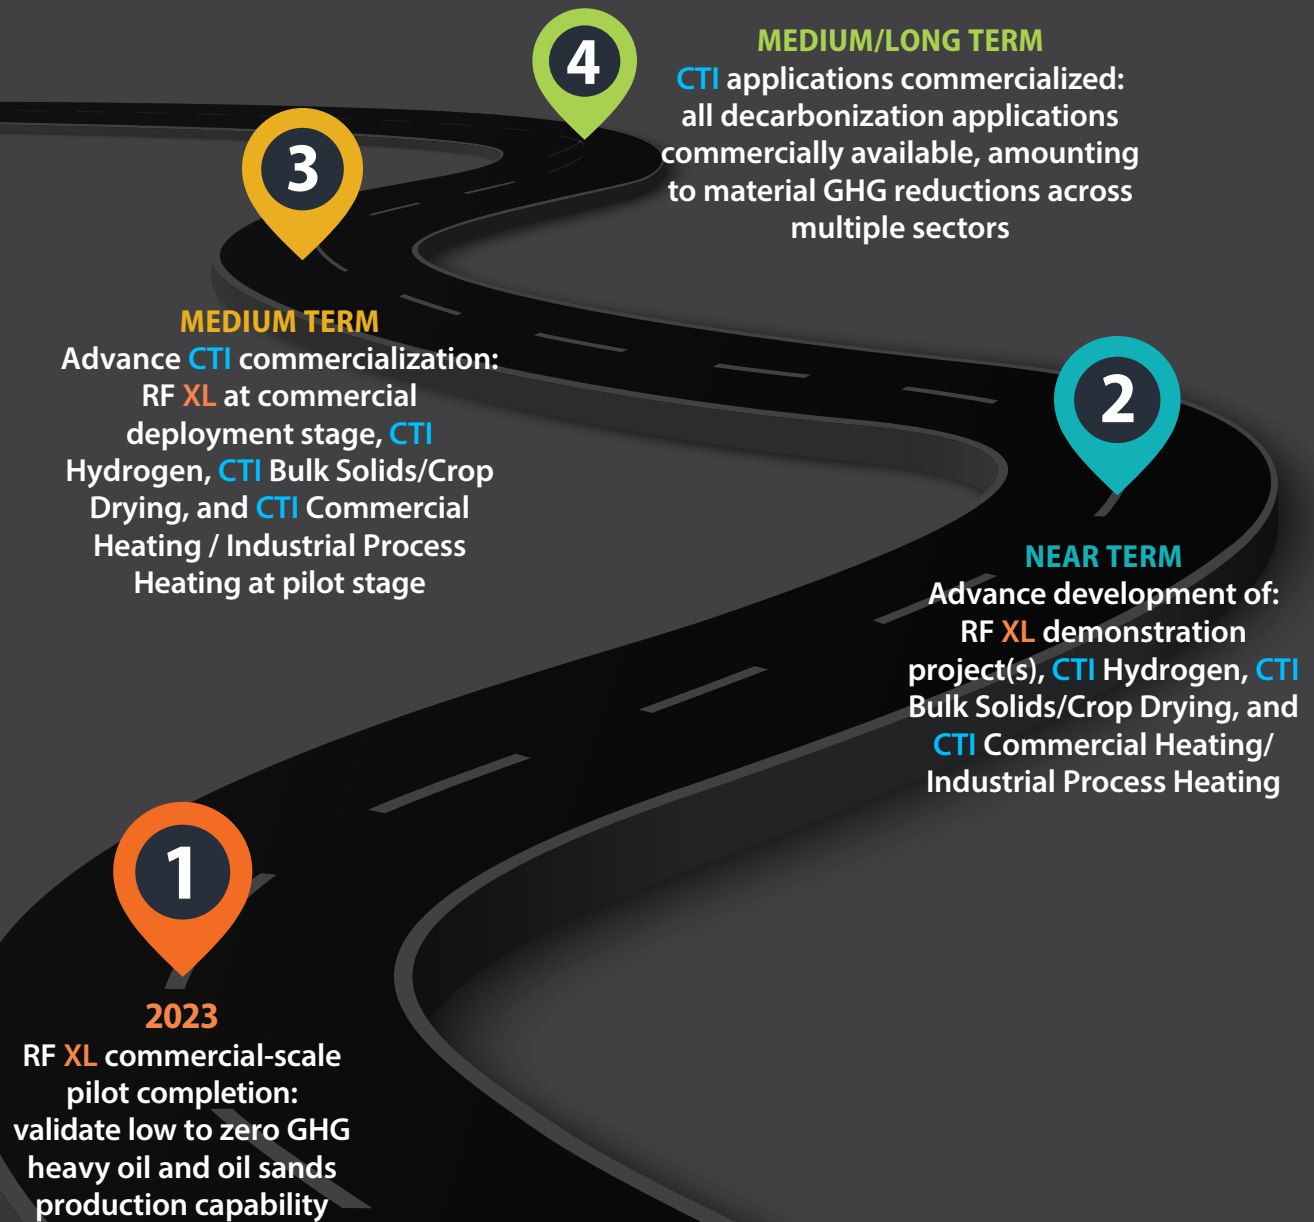 4
MEDIUM/LONG TERM
CTI applications commercialized:
all decarbonization applications
commercially available, amounting
to material GHG reductions across
multiple sectors
3
MEDIUM TERM
Advance CTI commercialization:
RF XL at commercial
deployment stage, CTI
Hydrogen, CTI Bulk Solids/Crop
Drying, and CTI Commercial
Heating / Industrial Process
Heating at pilot stage
2
NEAR TERM
Advance development of:
RF XL demonstration
project(s), CTI Hydrogen, CTI
Bulk Solids/Crop Drying, and
CTI Commercial Heating/
Industrial Process Heating
1
2023
RF XL commercial-scale
pilot completion:
validate low to zero GHG
heavy oil and oil sands
production capability